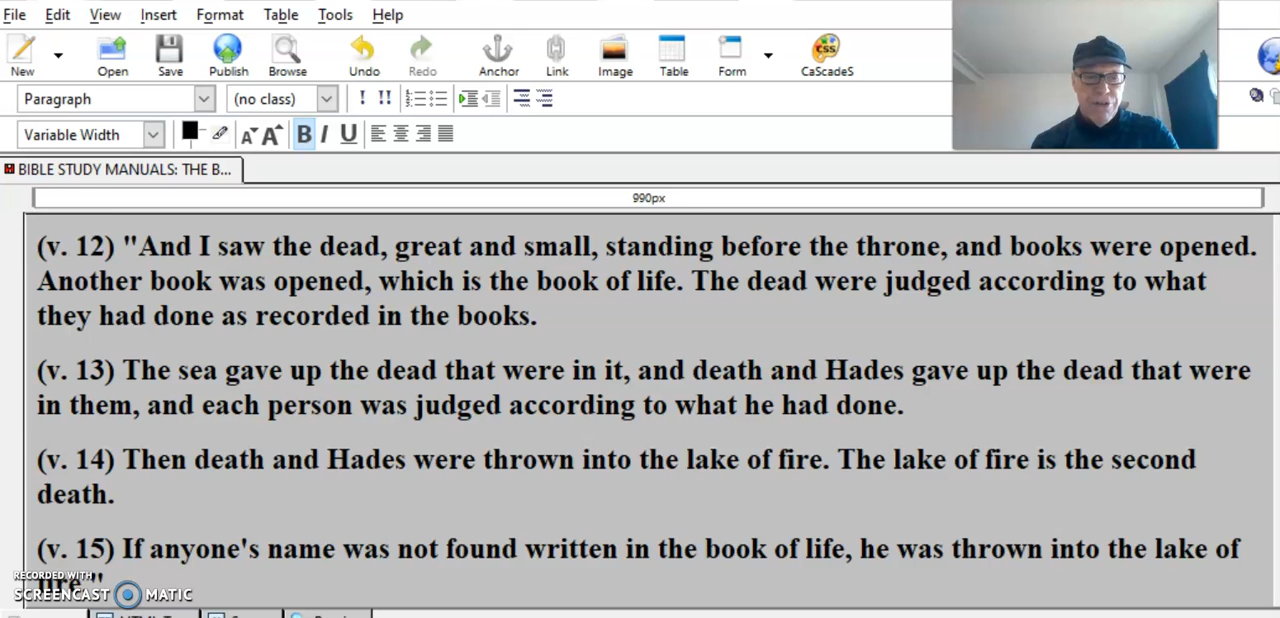 File Edit View Insert Format Table Tools Help
New Open Save Publish Browse Undo Redo Anchor Link Image Table Form CaScadeS
Paragraph (no class) ! !!
Variable Width A A B I U
BIBLE STUDY MANUALS: THE B...
990px
(v. 12) "And I saw the dead, great and small, standing before the throne, and books were opened.
Another book was opened, which is the book of life. The dead were judged according to what
they had done as recorded in the books.
(v. 13) The sea gave up the dead that were in it, and death and Hades gave up the dead that were
in them, and each person was judged according to what he had done.
(v. 14) Then death and Hades were thrown into the lake of fire. The lake of fire is the second
death.
(v. 15) If anyone's name was not found written in the book of life, he was thrown into the lake of
fire"
RECORDED WITH
SCREENCAST MATIC